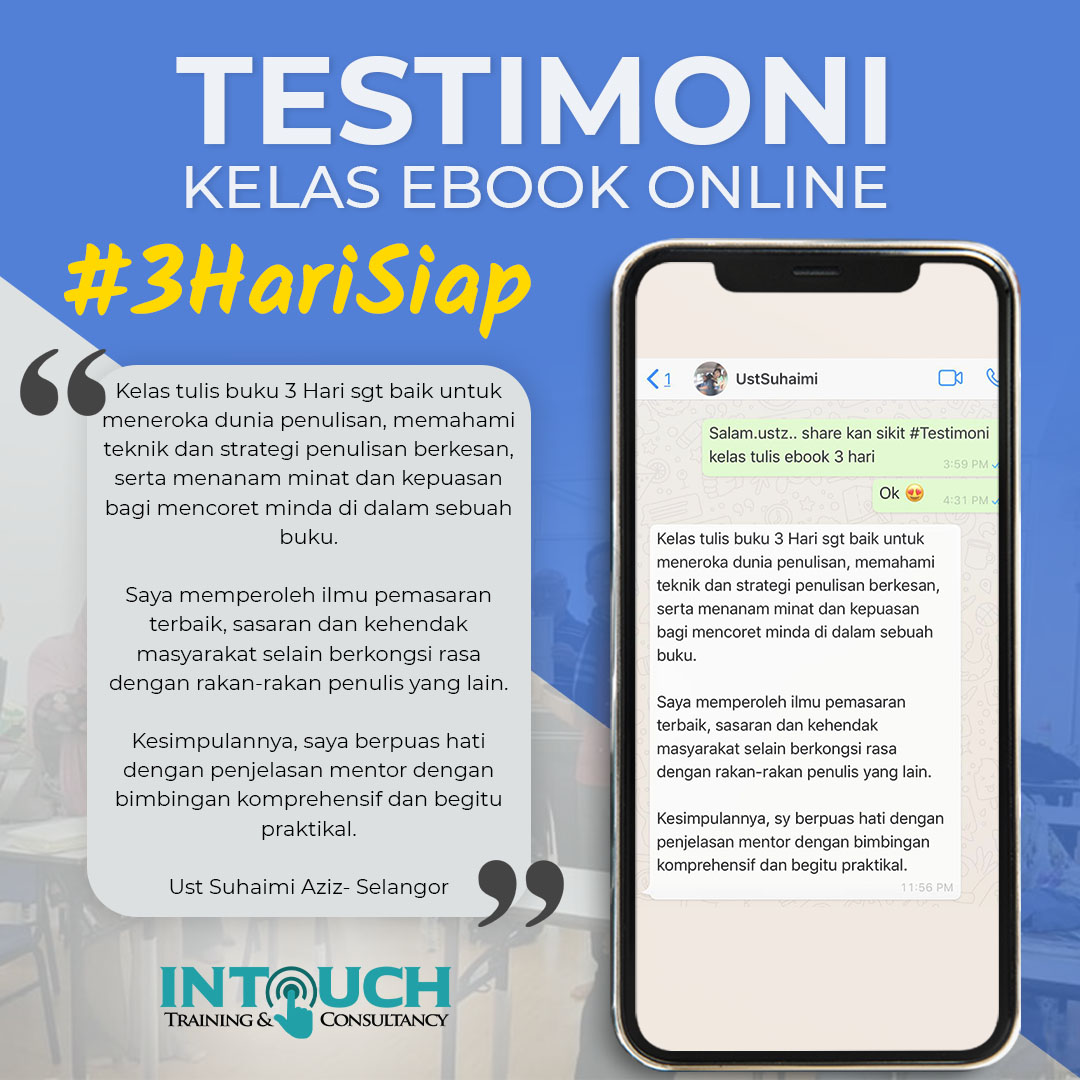 TESTIMONI
KELAS EBOOK ONLINE
#3HariSiap
Kelas tulis buku 3 Hari sgt baik untuk
meneroka dunia penulisan, memahami
teknik dan strategi penulisan berkesan,
serta menanam minat dan kepuasan
bagi mencoret minda di dalam sebuah
buku.
Saya memperoleh ilmu pemasaran
terbaik, sasaran dan kehendak
masyarakat selain berkongsi rasa
dengan rakan-rakan penulis yang lain.
Kesimpulannya, saya berpuas hati
dengan penjelasan mentor dengan
bimbingan komprehensif dan begitu
praktikal.
Ust Suhaimi Aziz- Selangor
INTOUCH
TRAINING & CONSULTANCY
1 UstSuhaimi
Salam.ustz.. share kan sikit #Testimoni
kelas tulis ebook 3 hari
3:59 PM
Ok 😍 4:31 PM
Kelas tulis buku 3 Hari sgt baik untuk
meneroka dunia penulisan, memahami
teknik dan strategi penulisan berkesan,
serta menanam minat dan kepuasan
bagi mencoret minda di dalam sebuah
buku.
Saya memperoleh ilmu pemasaran
terbaik, sasaran dan kehendak
masyarakat selain berkongsi rasa
dengan rakan-rakan penulis yang lain.
Kesimpulannya, sy berpuas hati dengan
penjelasan mentor dengan bimbingan
komprehensif dan begitu praktikal.
11:56 PM